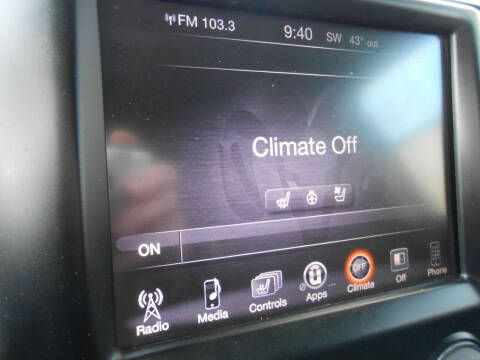 FM 103.3 9:40 SW 43° out
Climate Off
ON
Radio Media Controls Apps OFF Climate Off Phone